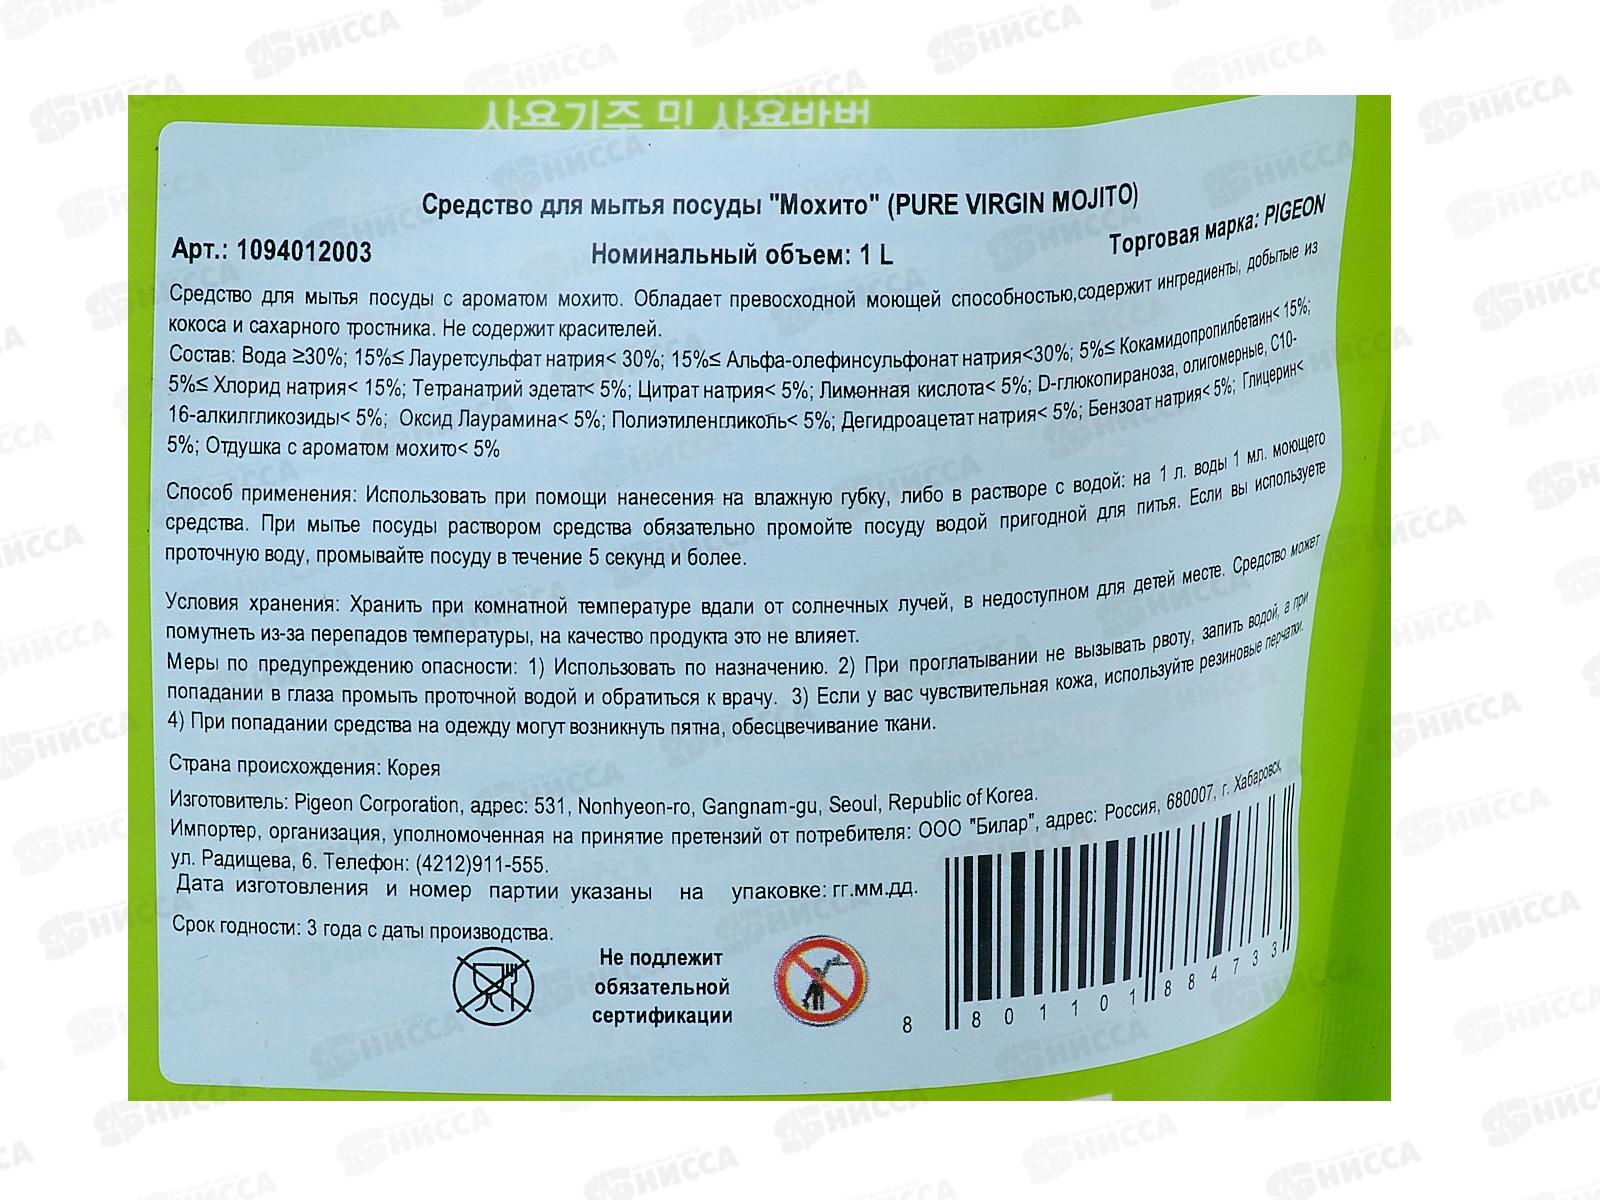 사용기준 및 사용방법
Средство для мытья посуды "Мохито" (PURE VIRGIN MOJITO)
Арт.: 1094012003 Номинальный объем: 1 L Торговая марка: PIGEON
Средство для мытья посуды с ароматом мохито. Обладает превосходной моющей способностью,содержит ингредиенты, добытые из
кокоса и сахарного тростника. Не содержит красителей.
Состав: Вода ≥30%; 15%≤ Лауретсульфат натрия< 30%; 15%≤ Альфа-олефинсульфонат натрия<30%; 5%≤ Кокамидопропилбетаин< 15%;
5%≤ Хлорид натрия< 15%; Тетранатрий эдетат< 5%; Цитрат натрия< 5%; Лимонная кислота< 5%; D-глюкопираноза, олигомерные, C10-
16-алкилгликозиды< 5%; Оксид Лаурамина< 5%; Полиэтиленгликоль< 5%; Дегидроацетат натрия< 5%; Бензоат натрия< 5%; Глицерин<
5%; Отдушка с ароматом мохито< 5%
Способ применения: Использовать при помощи нанесения на влажную губку, либо в растворе с водой: на 1 л. воды 1 мл. моющего
средства. При мытье посуды раствором средства обязательно промойте посуду водой пригодной для питья. Если вы используете
проточную воду, промывайте посуду в течение 5 секунд и более.
Условия хранения: Хранить при комнатной температуре вдали от солнечных лучей, в недоступном для детей месте. Средство может
помутнеть из-за перепадов температуры, на качество продукта это не влияет.
Меры по предупреждению опасности: 1) Использовать по назначению. 2) При проглатывании не вызывать рвоту, запить водой, а при
попадании в глаза промыть проточной водой и обратиться к врачу. 3) Если у вас чувствительная кожа, используйте резиновые перчатки.
4) При попадании средства на одежду могут возникнуть пятна, обесцвечивание ткани.
Страна происхождения: Корея
Изготовитель: Pigeon Corporation, адрес: 531, Nonhyeon-ro, Gangnam-gu, Seoul, Republic of Korea.
Импортер, организация, уполномоченная на принятие претензий от потребителя: ООО "Билар", адрес: Россия, 680007, г. Хабаровск,
ул. Радищева, 6. Телефон: (4212)911-555.
Дата изготовления и номер партии указаны на упаковке: гг.мм.дд.
Срок годности: 3 года с даты производства.
Не подлежит
обязательной
сертификации
8 801101 884733
НИССА